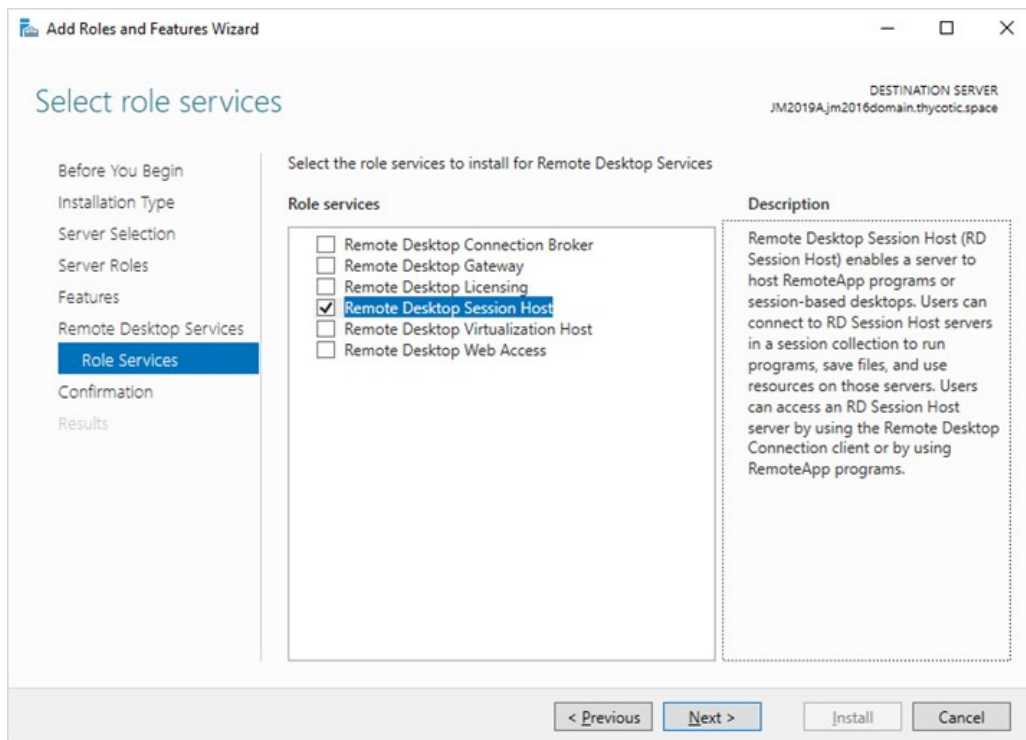 Add Roles and Features Wizard
Select role services
DESTINATION SERVER
JM2019A.jm2016domain.thycotic.space
Before You Begin
Installation Type
Server Selection
Server Roles
Features
Remote Desktop Services
Role Services
Confirmation
Results
Select the role services to install for Remote Desktop Services
Role services
Remote Desktop Connection Broker
Remote Desktop Gateway
Remote Desktop Licensing
Remote Desktop Session Host
Remote Desktop Virtualization Host
Remote Desktop Web Access
Description
Remote Desktop Session Host (RD
Session Host) enables a server to
host RemoteApp programs or
session-based desktops. Users can
connect to RD Session Host servers
in a session collection to run
programs, save files, and use
resources on those servers. Users
can access an RD Session Host
server by using the Remote Desktop
Connection client or by using
RemoteApp programs.
< Previous
Next >
Install
Cancel